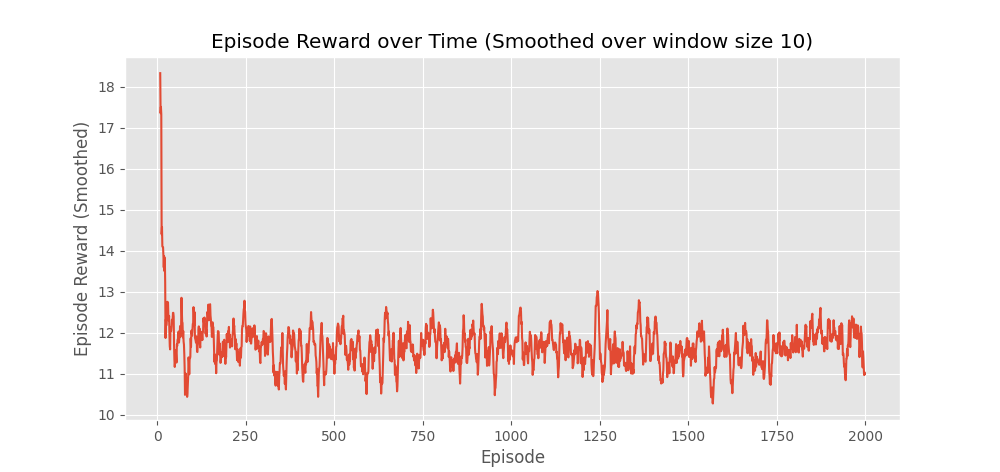 Episode Reward over Time (Smoothed over window size 10)
Episode Reward (Smoothed)
18
17
16
15
14
13
12
11
10
0 250 500 750 1000 1250 1500 1750 2000
Episode